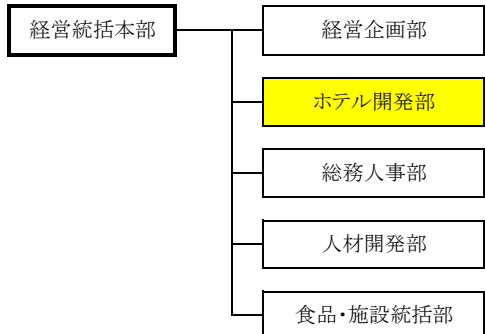 経営統括本部
経営企画部
ホテル開発部
総務人事部
人材開発部
食品・施設統括部